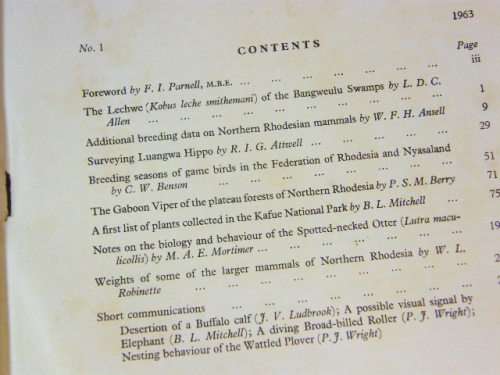 1963
No. 1
CONTENTS
Page
Foreword by F. I. Parnell, M.B.E. ... ... ... ... ... ... ... iii
The Lechwe (Kobus leche smithemani) of the Bangweulu Swamps by L. D. C.
Allen ... ... ... ... ... ... ... ... 1
Additional breeding data on Northern Rhodesian mammals by W. F. H. Ansell 9
Surveying Luangwa Hippo by R. I. G. Attwell ... ... ... ... 29
Breeding seasons of game birds in the Federation of Rhodesia and Nyasaland
by C. W. Benson ... ... ... ... ... ... 51
The Gaboon Viper of the plateau forests of Northern Rhodesia by P. S. M. Berry 71
A first list of plants collected in the Kafue National Park by B. L. Mitchell ... 75
Notes on the biology and behaviour of the Spotted-necked Otter (Lutra macu-
licollis) by M. A. E. Mortimer ... ... ... ... ... ...
Weights of some of the larger mammals of Northern Rhodesia by W. L.
Robinette ... ... ... ... ... ... ... ...
Short communications ... ... ... ... ... ...
Desertion of a Buffalo calf (J. V. Ludbrook); A possible visual signal by
Elephant (B. L. Mitchell); A diving Broad-billed Roller (P. J. Wright);
Nesting behaviour of the Wattled Plover (P. J. Wright)